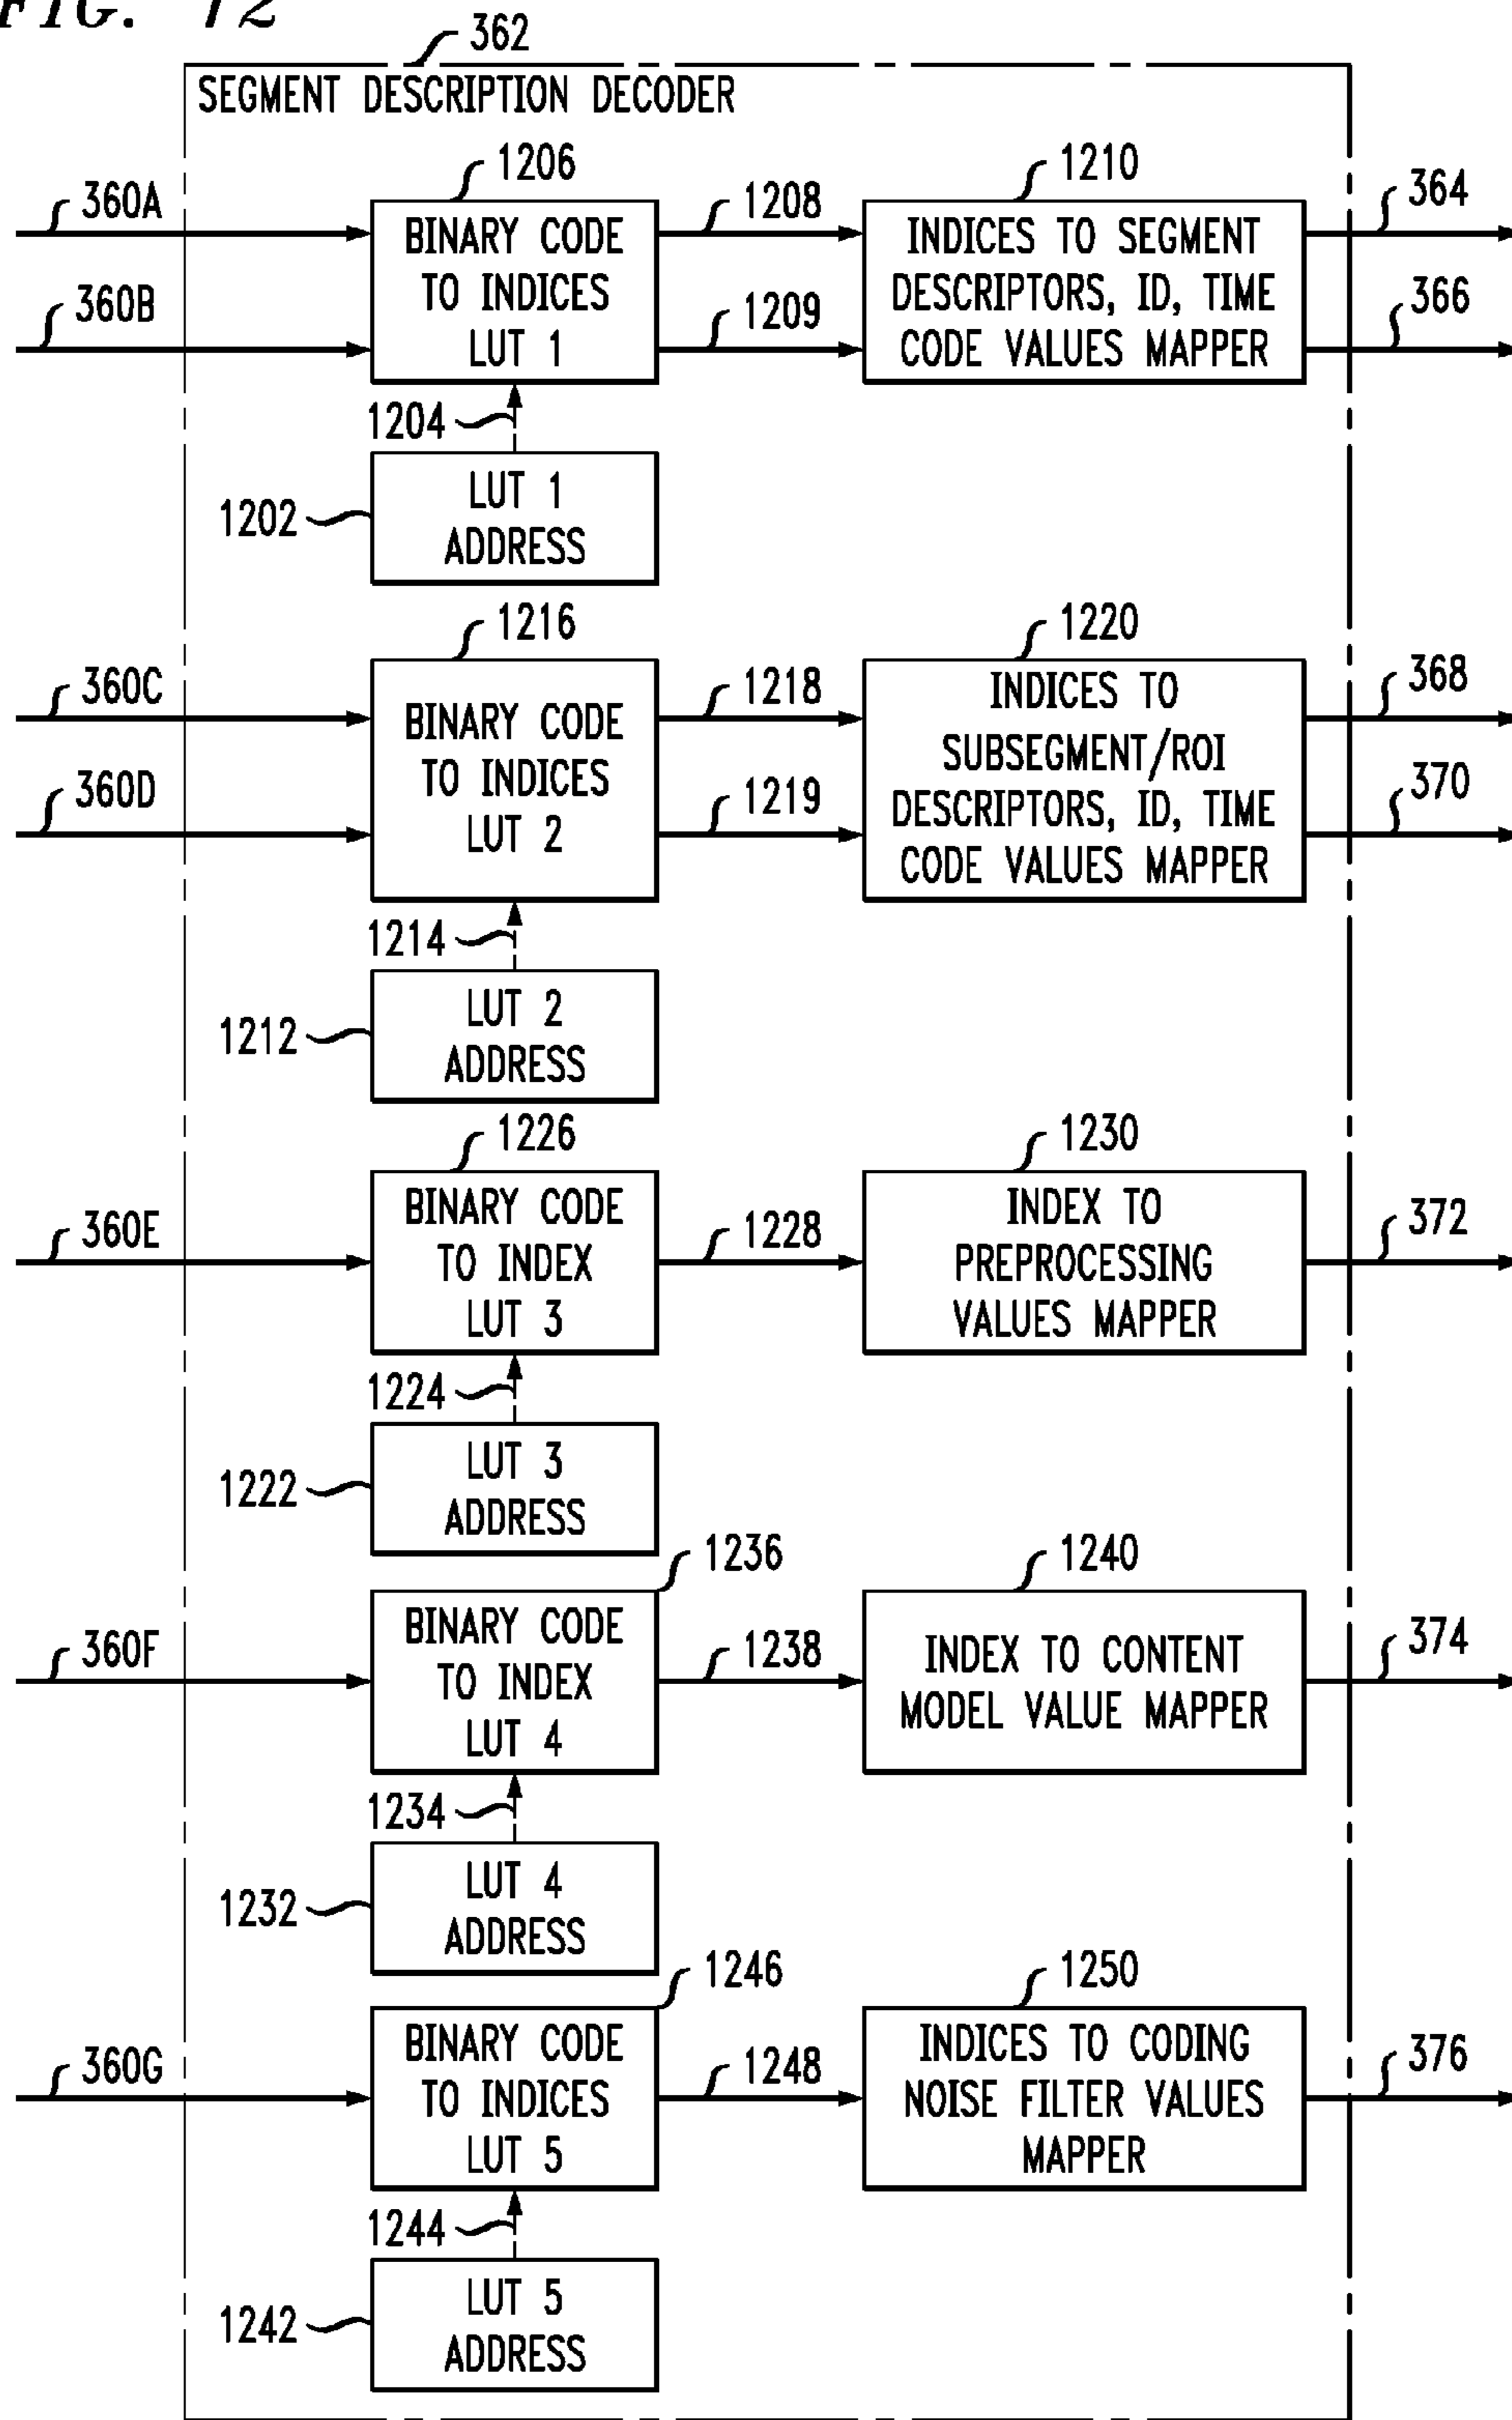 FIG. 12
362
SEGMENT DESCRIPTION DECODER
1206
1210
360A
1208
364
BINARY CODE
TO INDICES
LUT 1
INDICES TO SEGMENT
DESCRIPTORS, ID, TIME
CODE VALUES MAPPER
360B
1209
366
1204
LUT 1
ADDRESS
1202
1216
1220
360C
1218
368
BINARY CODE
TO INDICES
LUT 2
INDICES TO
SUBSEGMENT/ROI
DESCRIPTORS, ID, TIME
CODE VALUES MAPPER
360D
1219
370
1214
LUT 2
ADDRESS
1212
1226
1230
360E
1228
372
BINARY CODE
TO INDEX
LUT 3
INDEX TO
PREPROCESSING
VALUES MAPPER
1224
LUT 3
ADDRESS
1222
1236
1240
360F
1238
374
BINARY CODE
TO INDEX
LUT 4
INDEX TO CONTENT
MODEL VALUE MAPPER
1234
LUT 4
ADDRESS
1232
1246
1250
360G
1248
376
BINARY CODE
TO INDICES
LUT 5
INDICES TO CODING
NOISE FILTER VALUES
MAPPER
1244
LUT 5
ADDRESS
1242